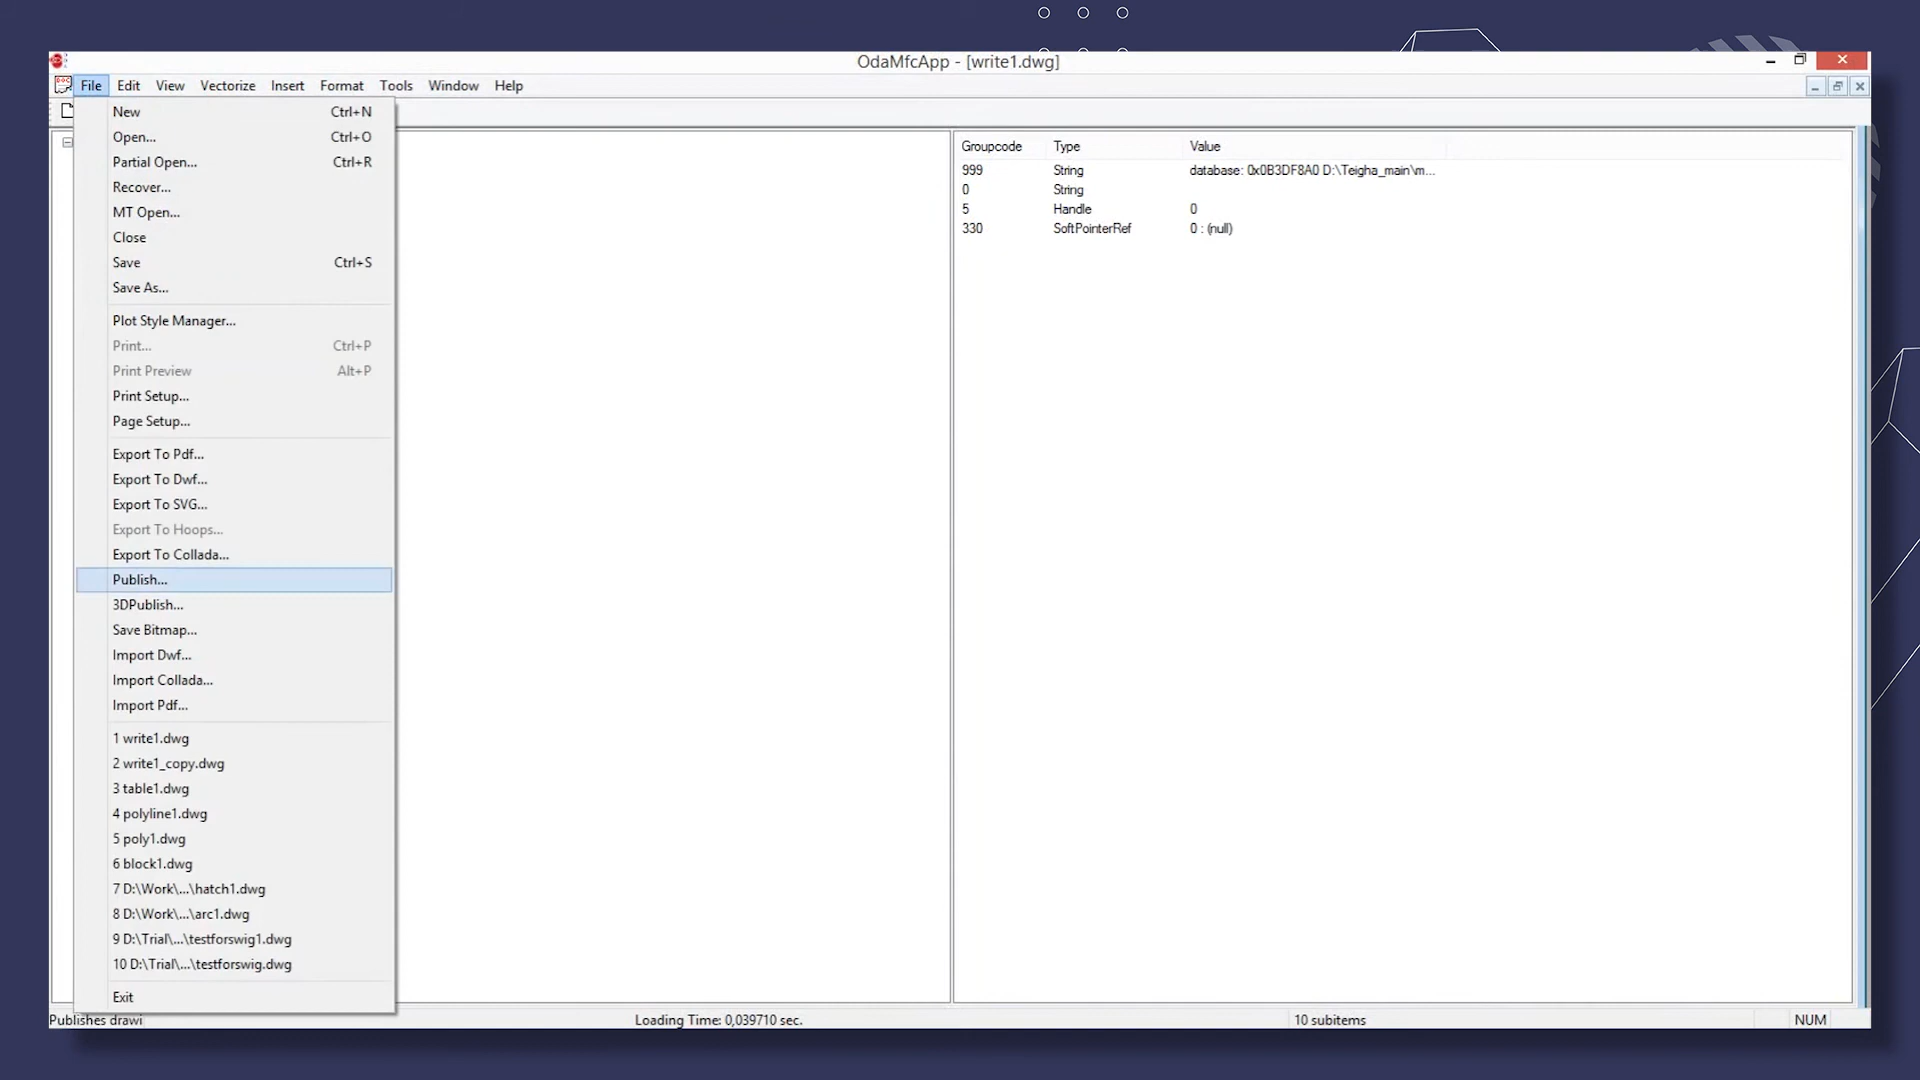 OdaMfcApp - [write1.dwg]
File Edit View Vectorize Insert Format Tools Window Help
New Ctrl+N
Open... Ctrl+O
Partial Open... Ctrl+R
Recover...
MT Open...
Close
Save Ctrl+S
Save As...
Plot Style Manager...
Print... Ctrl+P
Print Preview Alt+P
Print Setup...
Page Setup...
Export To Pdf...
Export To Dwf...
Export To SVG...
Export To Hoops...
Export To Collada...
Publish...
3DPublish...
Save Bitmap...
Import Dwf...
Import Collada...
Import Pdf...
1 write1.dwg
2 write1_copy.dwg
3 table1.dwg
4 polyline1.dwg
5 poly1.dwg
6 block1.dwg
7 D:\Work\...\hatch1.dwg
8 D:\Work\...\arc1.dwg
9 D:\Trial\...\testforswig1.dwg
10 D:\Trial\...\testforswig.dwg
Exit
Groupcode Type Value
999 String database: 0x0B3DF8A0 D:\Teigha_main\m...
0 String
5 Handle 0
330 SoftPointerRef 0 : (null)
Publishes drawi Loading Time: 0,039710 sec. 10 subitems NUM